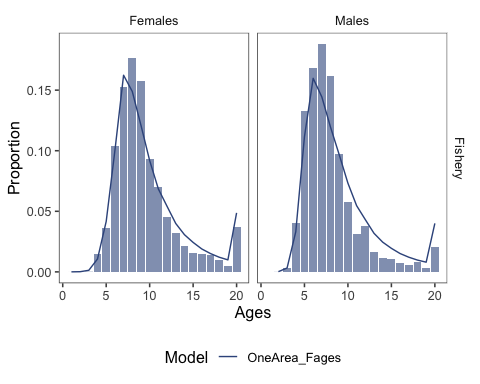 Females Males
Proportion
0.15
0.10
0.05
0.00
Fishery
0 5 10 15 20 0 5 10 15 20
Ages
Model OneArea_Fages